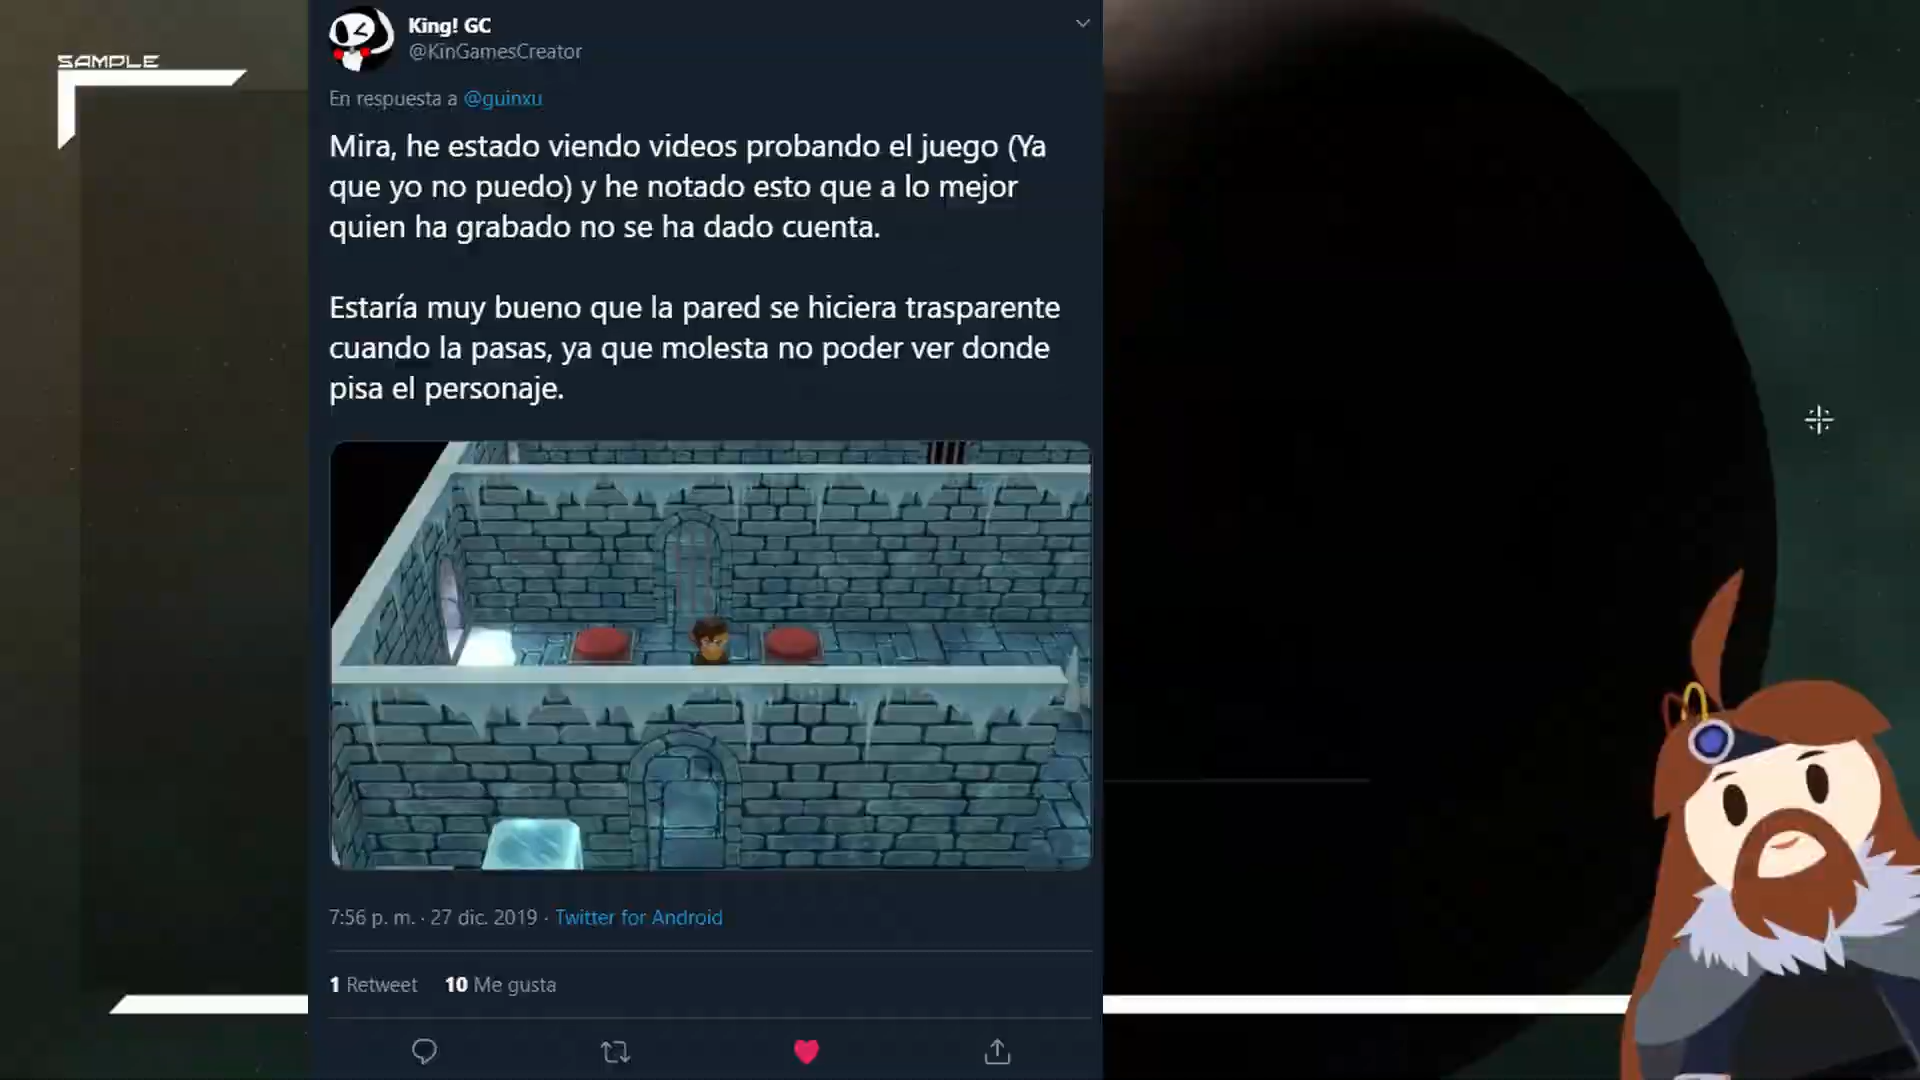 SAMPLE
King! GC
@KinGamesCreator
En respuesta a @guinxu
Mira, he estado viendo videos probando el juego (Ya
que yo no puedo) y he notado esto que a lo mejor
quien ha grabado no se ha dado cuenta.
Estaría muy bueno que la pared se hiciera trasparente
cuando la pasas, ya que molesta no poder ver donde
pisa el personaje.
7:56 p. m. · 27 dic. 2019 · Twitter for Android
1 Retweet 10 Me gusta